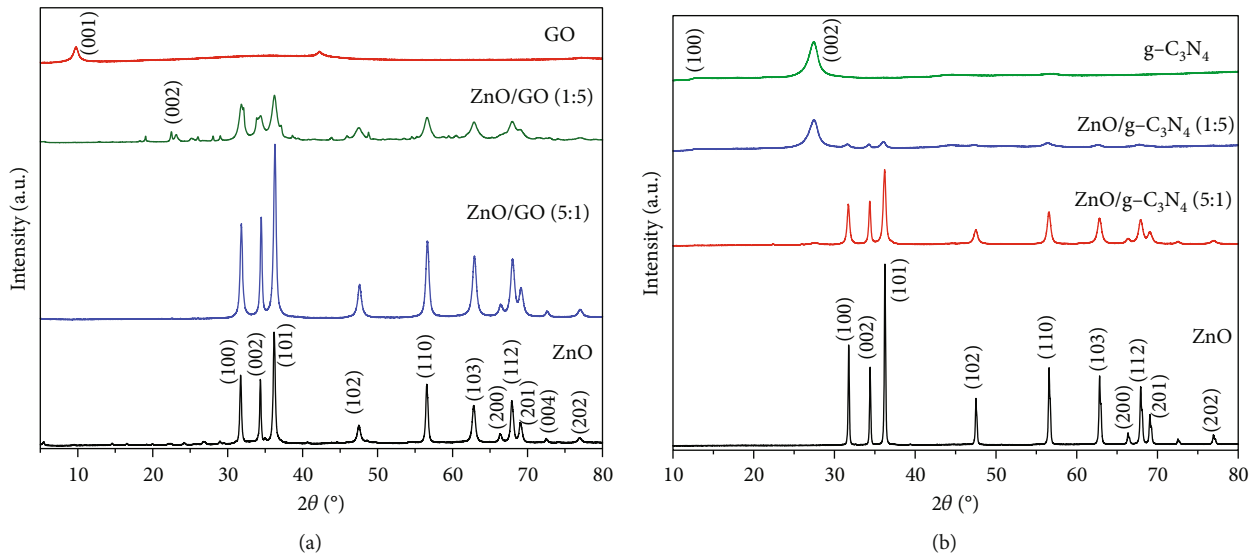 GO
(001)
ZnO/GO (1:5)
(002)
ZnO/GO (5:1)
ZnO
(100)
(002)
(101)
(102)
(110)
(103)
(200)
(112)
(201)
(004)
(202)
Intensity (a.u.)
10 20 30 40 50 60 70 80
2θ (°)
(a)
g–C₃N₄
(100)
(002)
ZnO/g–C₃N₄ (1:5)
ZnO/g–C₃N₄ (5:1)
ZnO
(100)
(002)
(101)
(102)
(110)
(103)
(200)
(112)
(201)
(202)
Intensity (a.u.)
10 20 30 40 50 60 70 80
2θ (°)
(b)